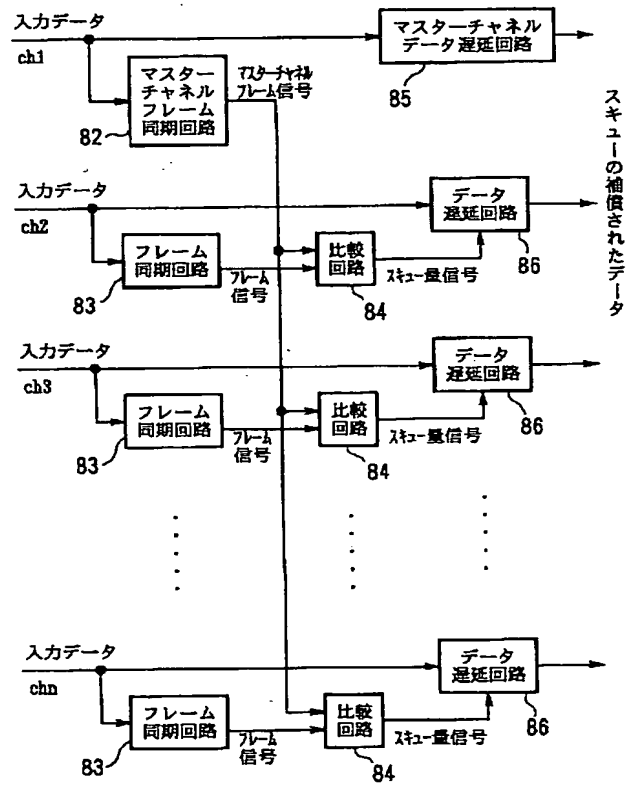 入力データ
ch1
マスター
チャネル
フレーム
同期回路
82
マスターチャネル
フレーム信号
マスターチャネル
データ遅延回路
85
入力データ
ch2
フレーム
同期回路
83
フレーム
信号
比較
回路
84
スキュー量信号
データ
遅延回路
86
スキューの補償されたデータ
入力データ
ch3
フレーム
同期回路
83
フレーム
信号
比較
回路
84
スキュー量信号
データ
遅延回路
86
入力データ
chn
フレーム
同期回路
83
フレーム
信号
比較
回路
84
スキュー量信号
データ
遅延回路
86